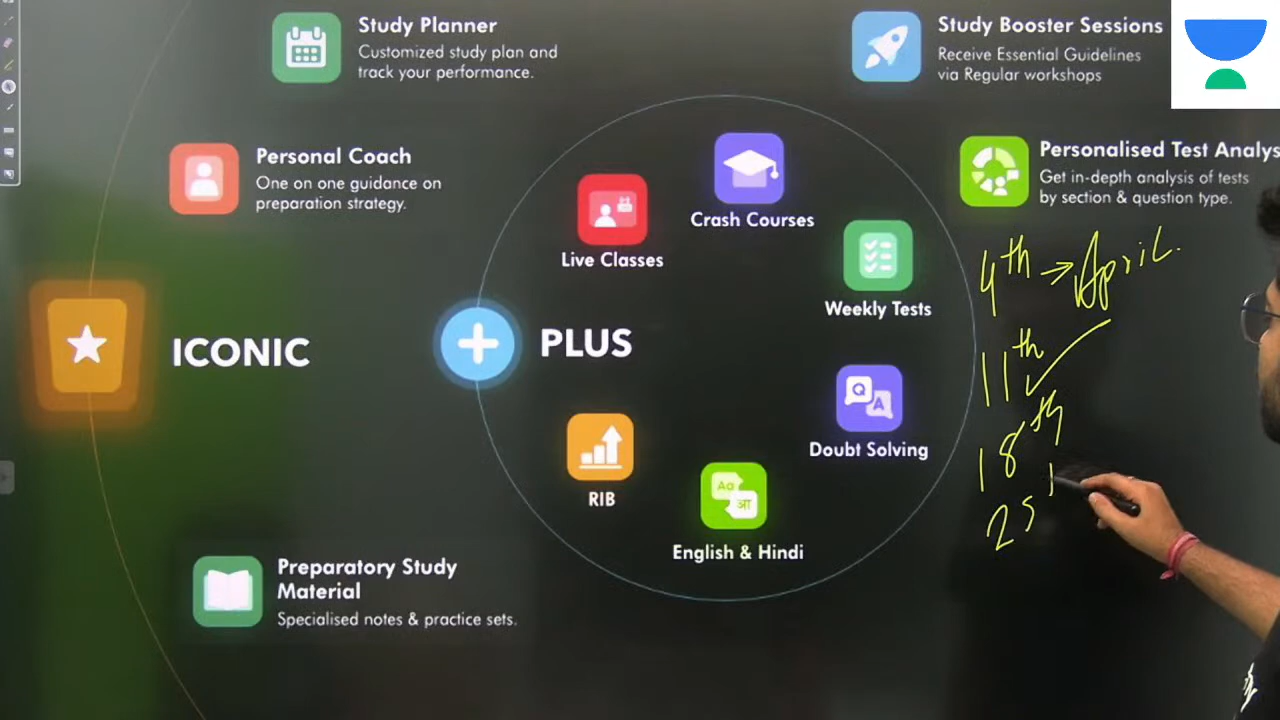 Study Planner
Customized study plan and
track your performance.
Study Booster Sessions
Receive Essential Guidelines
via Regular workshops
Personal Coach
One on one guidance on
preparation strategy.
Personalised Test Analys
Get in-depth analysis of tests
by section & question type.
Crash Courses
Live Classes
Weekly Tests
4th → April.
11th
18th
25
ICONIC
PLUS
Q
A
Doubt Solving
RIB
Aa
अा
English & Hindi
Preparatory Study
Material
Specialised notes & practice sets.